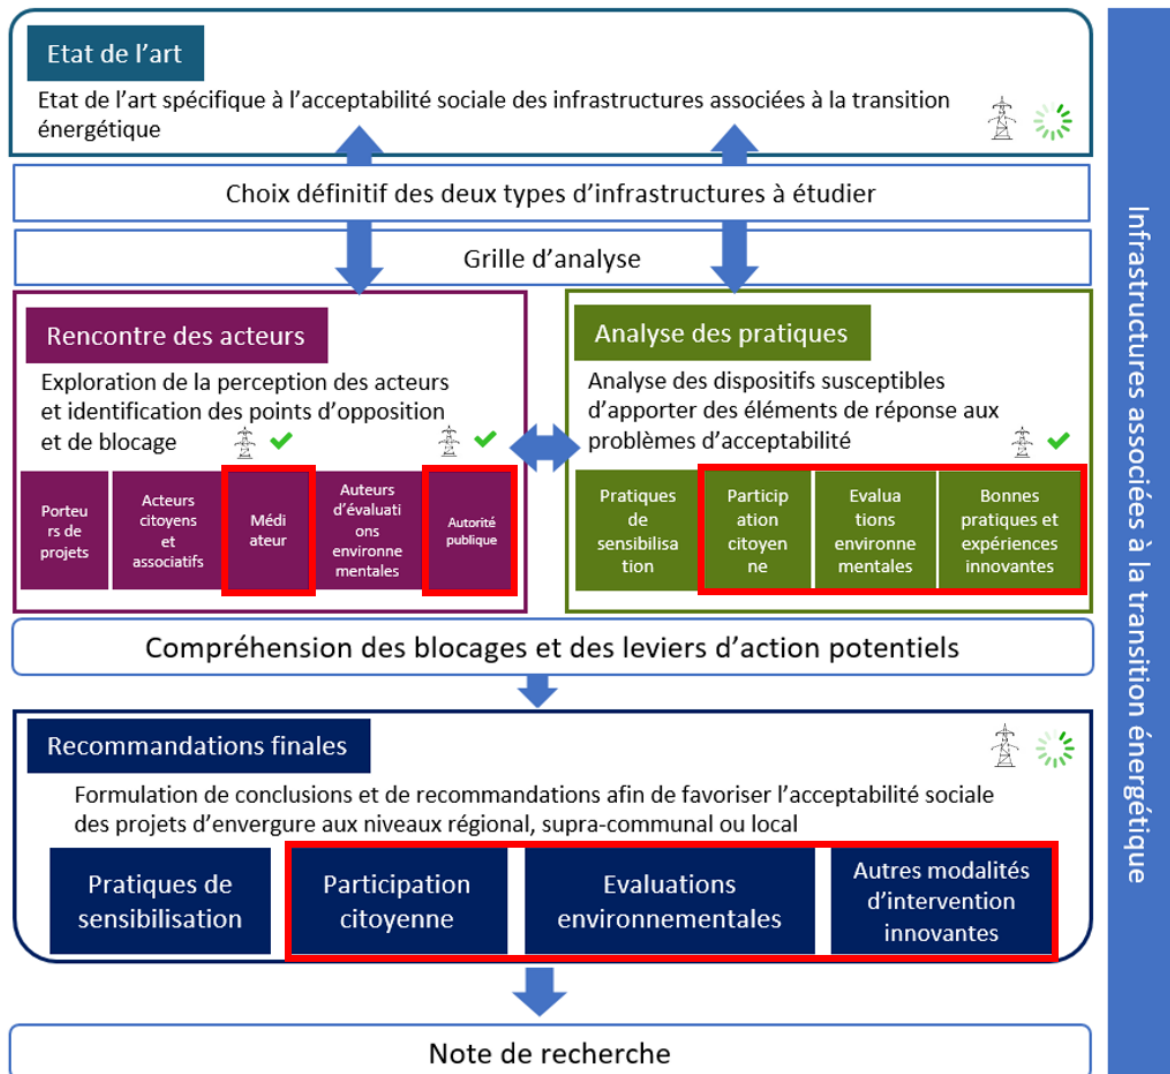 Etat de l'art
Etat de l'art spécifique à l'acceptabilité sociale des infrastructures associées à la transition
énergétique
Choix définitif des deux types d'infrastructures à étudier
Grille d'analyse
Rencontre des acteurs
Exploration de la perception des acteurs
et identification des points d'opposition
et de blocage
Porteu
rs de
projets
Acteurs
citoyens
et
associatifs
Médi
ateur
Auteurs
d'évaluati
ons
environne
mentales
Autorité
publique
Analyse des pratiques
Analyse des dispositifs susceptibles
d'apporter des éléments de réponse aux
problèmes d'acceptabilité
Pratiques
de
sensibilisa
tion
Particip
ation
citoyen
ne
Evalua
tions
environne
mentales
Bonnes
pratiques et
expériences
innovantes
Compréhension des blocages et des leviers d'action potentiels
Recommandations finales
Formulation de conclusions et de recommandations afin de favoriser l'acceptabilité sociale
des projets d'envergure aux niveaux régional, supra-communal ou local
Pratiques de
sensibilisation
Participation
citoyenne
Evaluations
environnementales
Autres modalités
d'intervention
innovantes
Note de recherche
Infrastructures associées à la transition énergétique